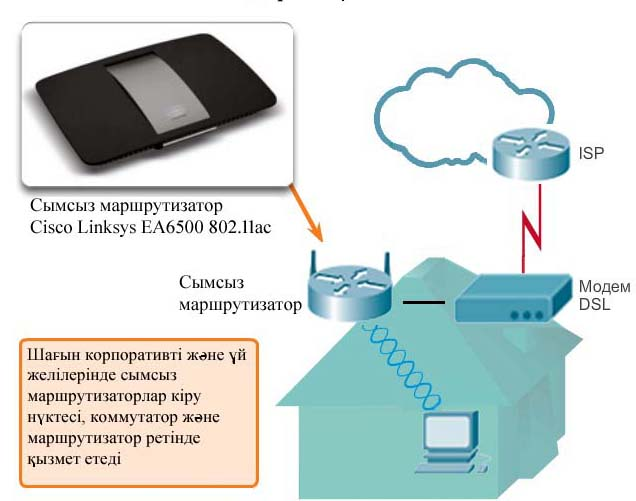 Сымсыз маршрутизатор
Cisco Linksys EA6500 802.11ac
ISP
Сымсыз
маршрутизатор
Модем
DSL
Шағын корпоративті және үй
желілерінде сымсыз
маршрутизаторлар кіру
нүктесі, коммутатор және
маршрутизатор ретінде
қызмет етеді